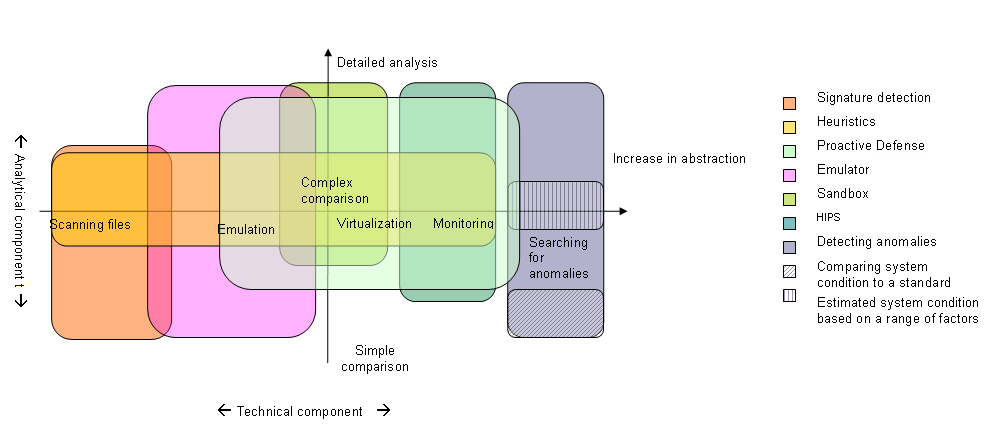 Detailed analysis
Increase in abstraction
Analytical component t
Complex
comparison
Scanning files
Emulation
Virtualization
Monitoring
Searching
for
anomalies
Simple
comparison
Technical component
Signature detection
Heuristics
Proactive Defense
Emulator
Sandbox
HIPS
Detecting anomalies
Comparing system
condition to a standard
Estimated system condition
based on a range of factors